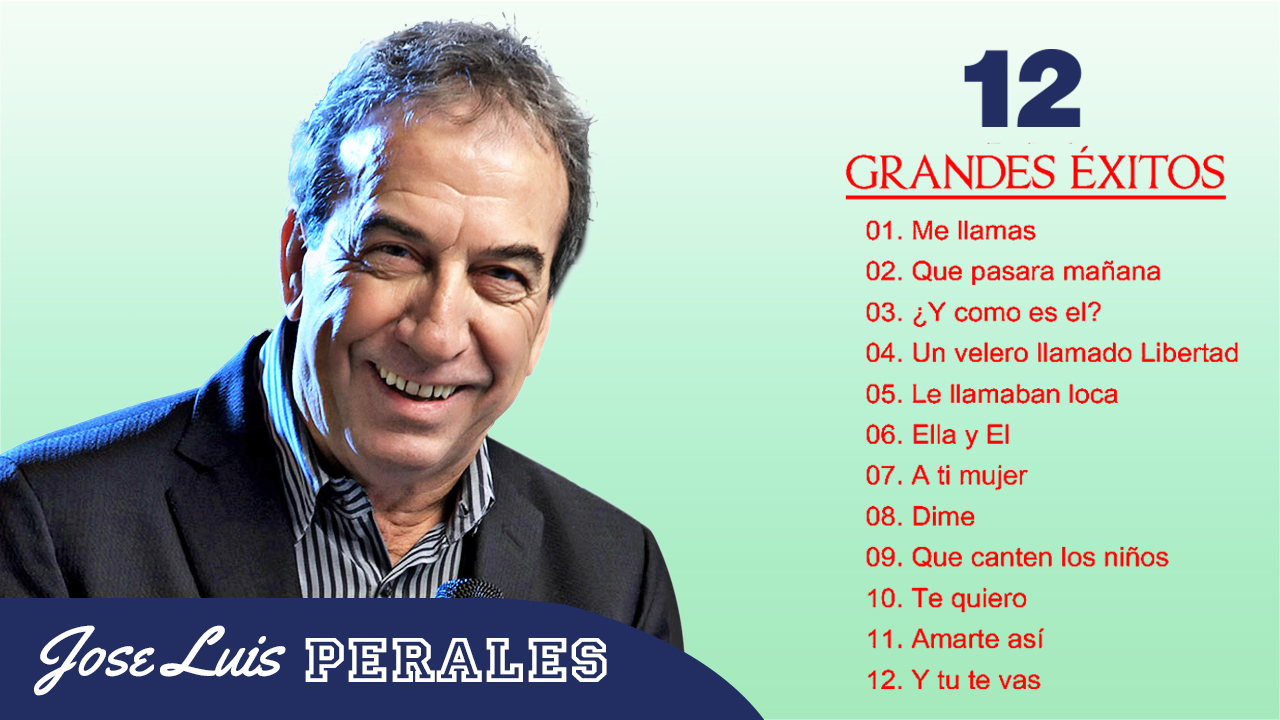 12
GRANDES ÉXITOS
01. Me llamas
02. Que pasara mañana
03. ¿Y como es el?
04. Un velero llamado Libertad
05. Le llamaban loca
06. Ella y El
07. A ti mujer
08. Dime
09. Que canten los niños
10. Te quiero
11. Amarte así
12. Y tu te vas
Jose Luis PERALES